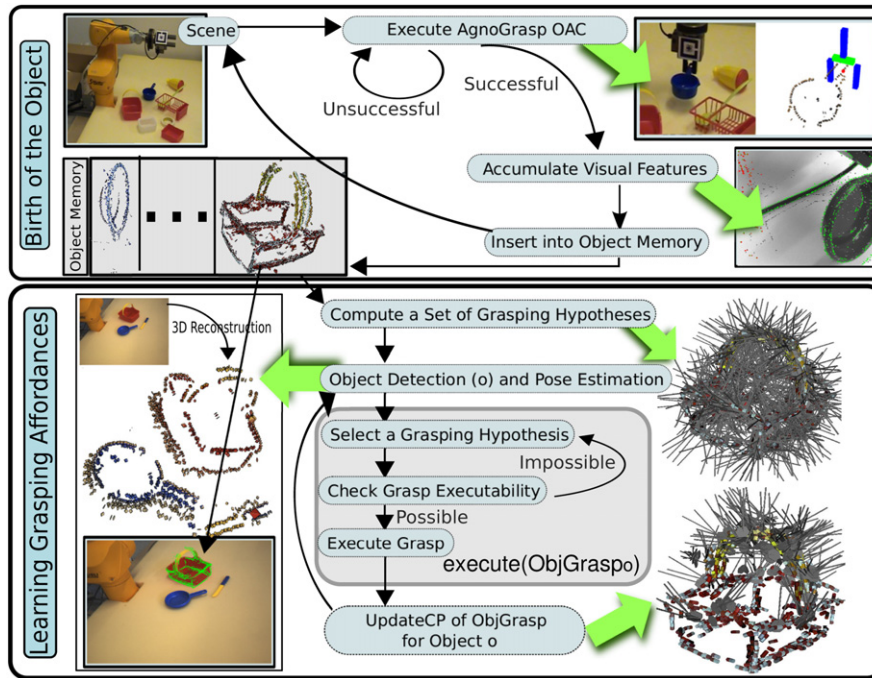 Birth of the Object
Scene
Execute AgnoGrasp OAC
Unsuccessful
Successful
Accumulate Visual Features
Object Memory
Insert into Object Memory
Learning Grasping Affordances
3D Reconstruction
Compute a Set of Grasping Hypotheses
Object Detection (o) and Pose Estimation
Select a Grasping Hypothesis
Impossible
Check Grasp Executability
Possible
Execute Grasp
execute(ObjGraspo)
UpdateCP of ObjGrasp
for Object o